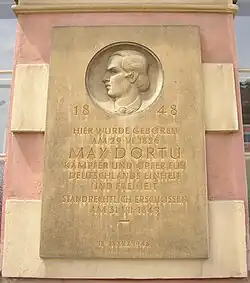 18 48
HIER WURDE GEBOREN
AM 29·VI·1826
MAX DORTU
KÄMPFER UND OPFER FÜR
DEUTSCHLANDS EINHEIT
UND FREIHEIT
STANDRECHTLICH ERSCHOSSEN
AM 31·VII·1849